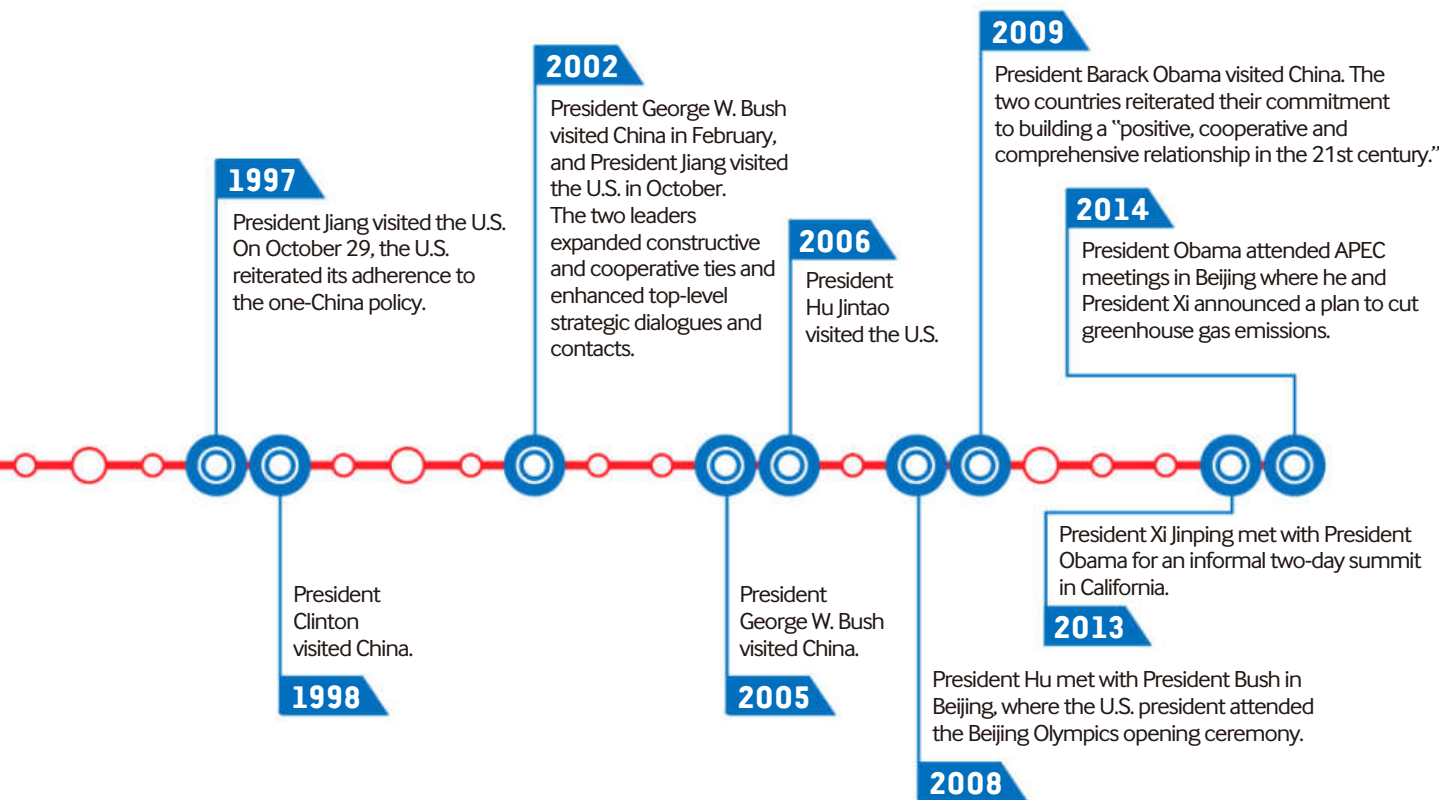 1997
President Jiang visited the U.S.
On October 29, the U.S.
reiterated its adherence to
the one-China policy.
President
Clinton
visited China.
1998
2002
President George W. Bush
visited China in February,
and President Jiang visited
the U.S. in October.
The two leaders
expanded constructive
and cooperative ties and
enhanced top-level
strategic dialogues and
contacts.
President
George W. Bush
visited China.
2005
2006
President
Hu Jintao
visited the U.S.
President Hu met with President Bush in
Beijing, where the U.S. president attended
the Beijing Olympics opening ceremony.
2008
2009
President Barack Obama visited China. The
two countries reiterated their commitment
to building a “positive, cooperative and
comprehensive relationship in the 21st century.”
President Xi Jinping met with President
Obama for an informal two-day summit
in California.
2013
2014
President Obama attended APEC
meetings in Beijing where he and
President Xi announced a plan to cut
greenhouse gas emissions.